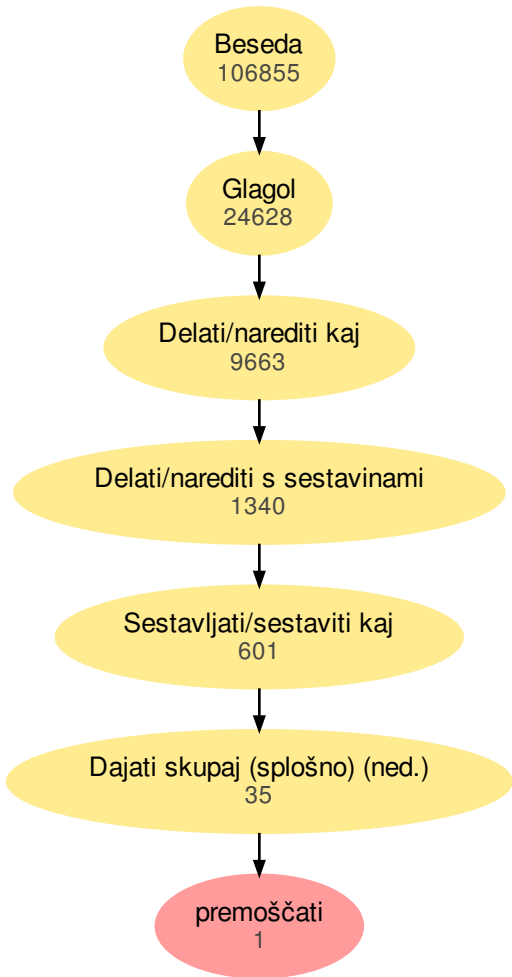 Beseda
106855
Glagol
24628
Delati/narediti kaj
9663
Delati/narediti s sestavinami
1340
Sestavljati/sestaviti kaj
601
Dajati skupaj (splošno) (ned.)
35
premoščati
1